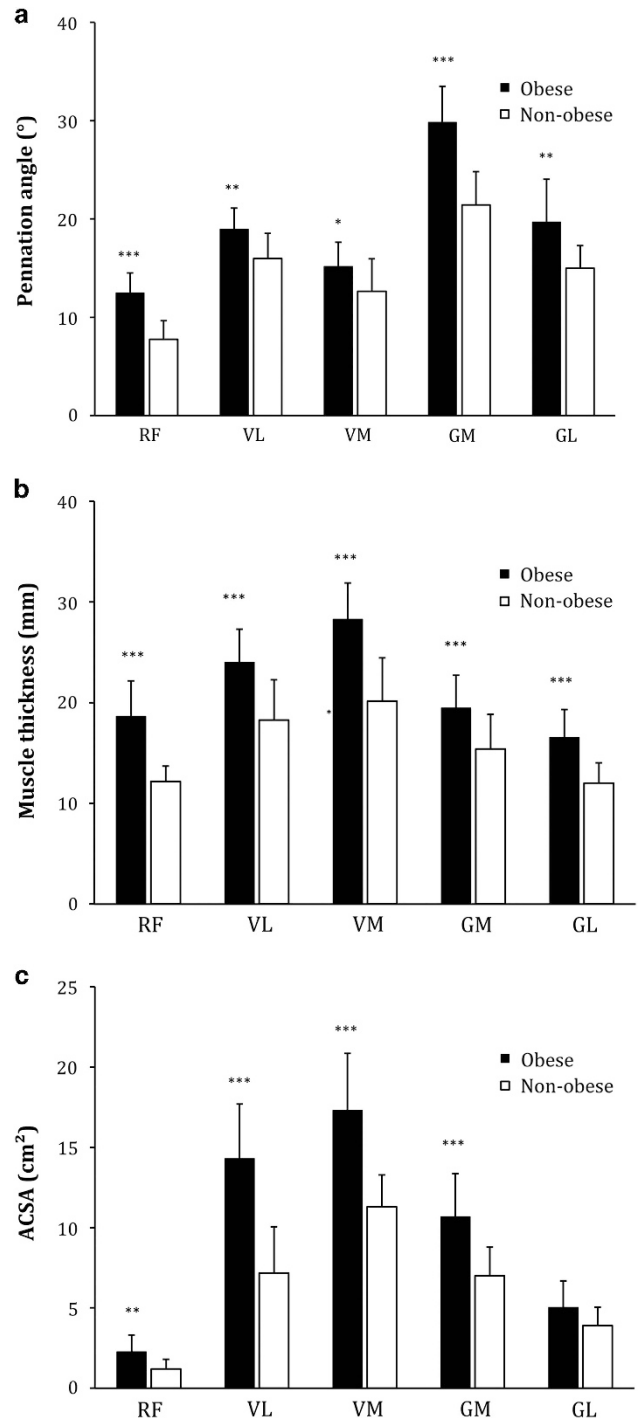 a
40
30
20
10
0
Pennation angle (°)
***
**
*
***
**
Obese
Non-obese
RF VL VM GM GL
b
40
30
20
10
0
Muscle thickness (mm)
***
***
***
*
***
***
Obese
Non-obese
RF VL VM GM GL
c
25
20
15
10
5
0
ACSA (cm²)
**
***
***
***
Obese
Non-obese
RF VL VM GM GL